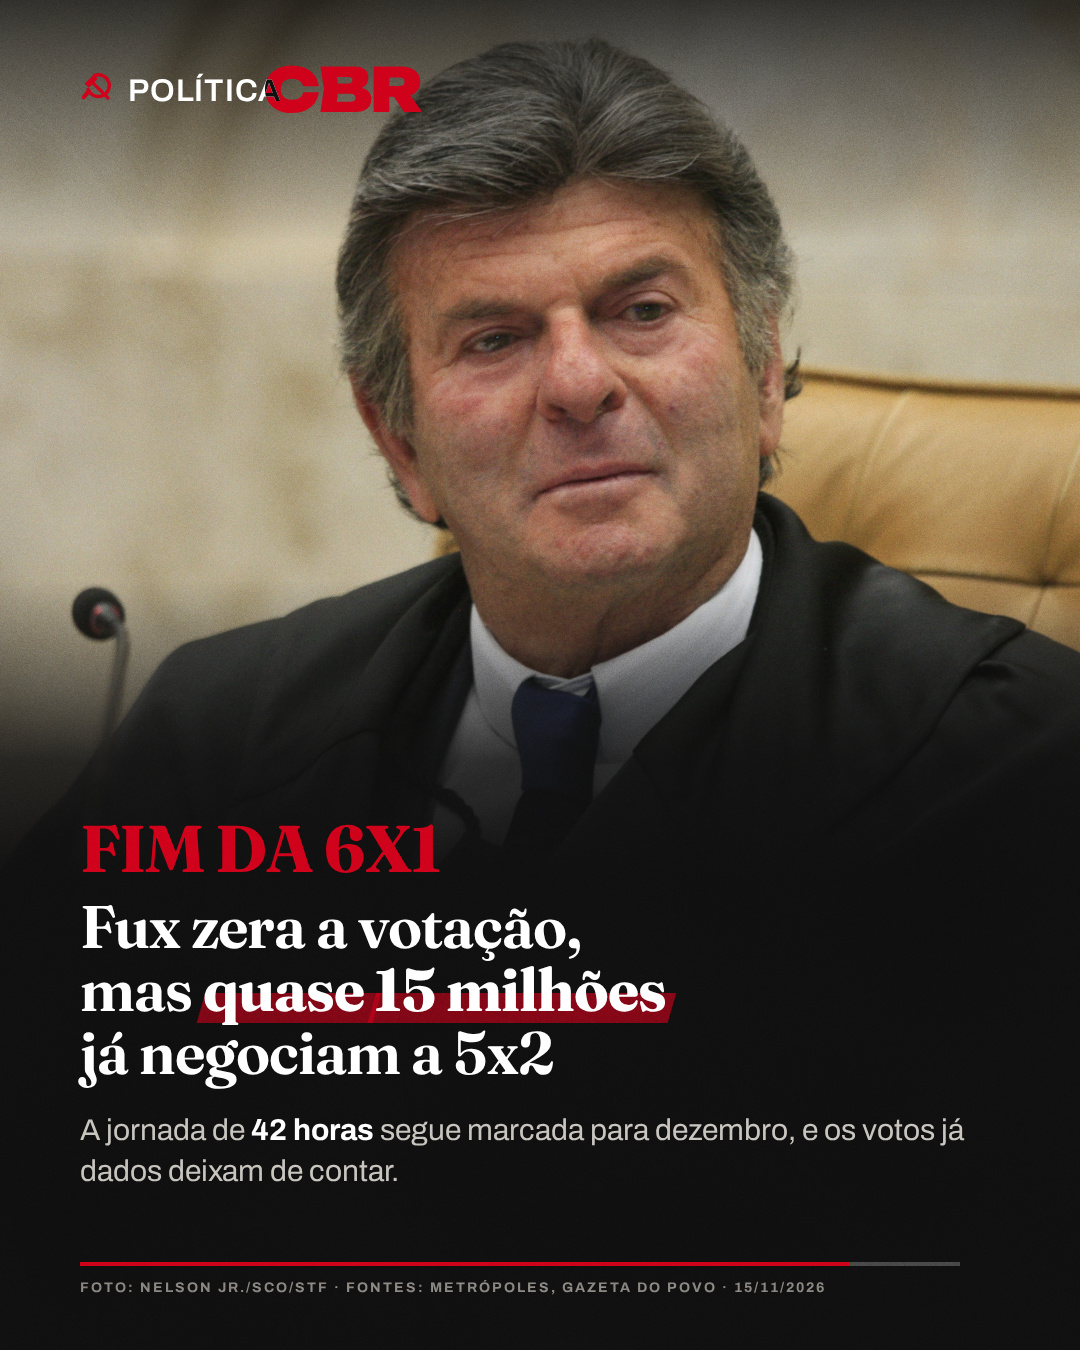 POLÍTICA CBR
FIM DA 6X1
Fux zera a votação,
mas quase 15 milhões
já negociam a 5x2
A jornada de 42 horas segue marcada para dezembro, e os votos já
dados deixam de contar.
FOTO: NELSON JR./SCO/STF · FONTES: METRÓPOLES, GAZETA DO POVO · 15/11/2026